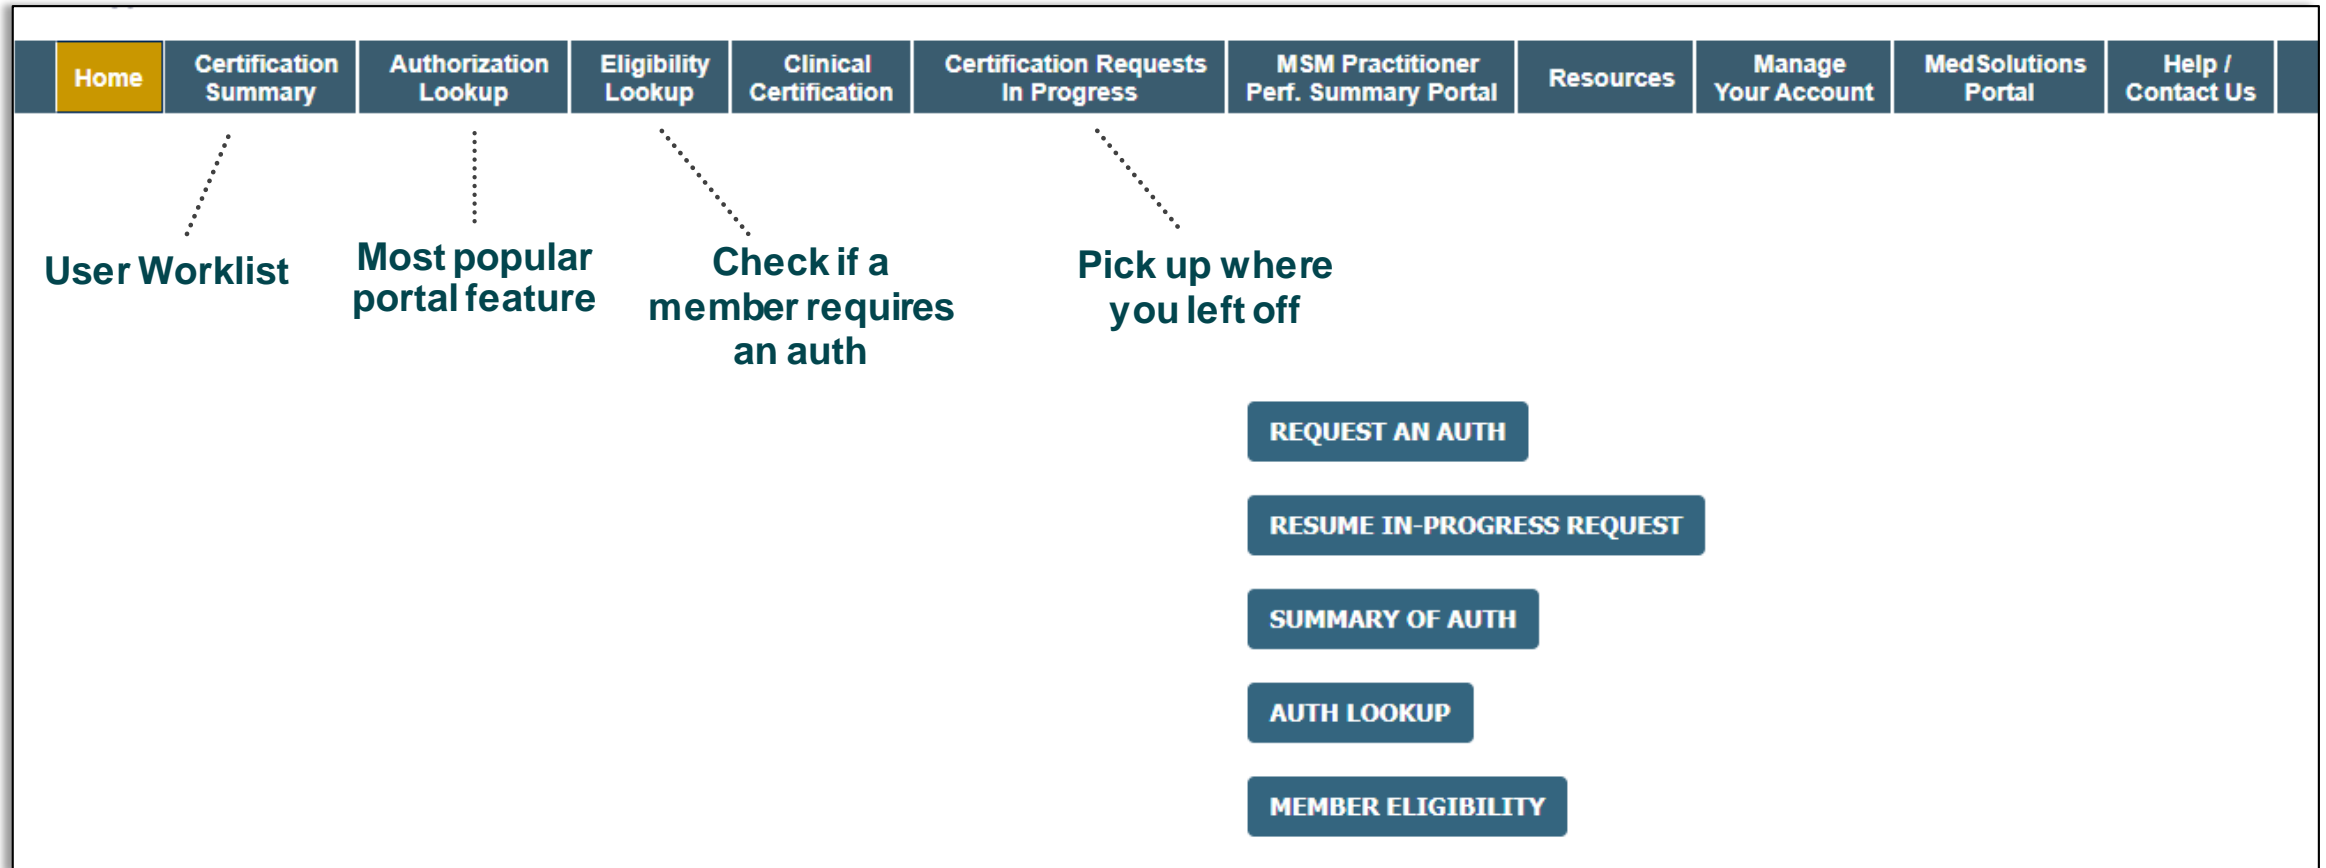 Home
Certification
Summary
Authorization
Lookup
Eligibility
Lookup
Clinical
Certification
Certification Requests
In Progress
MSM Practitioner
Perf. Summary Portal
Resources
Manage
Your Account
MedSolutions
Portal
Help /
Contact Us
User Worklist
Most popular
portal feature
Check if a
member requires
an auth
Pick up where
you left off
REQUEST AN AUTH
RESUME IN-PROGRESS REQUEST
SUMMARY OF AUTH
AUTH LOOKUP
MEMBER ELIGIBILITY